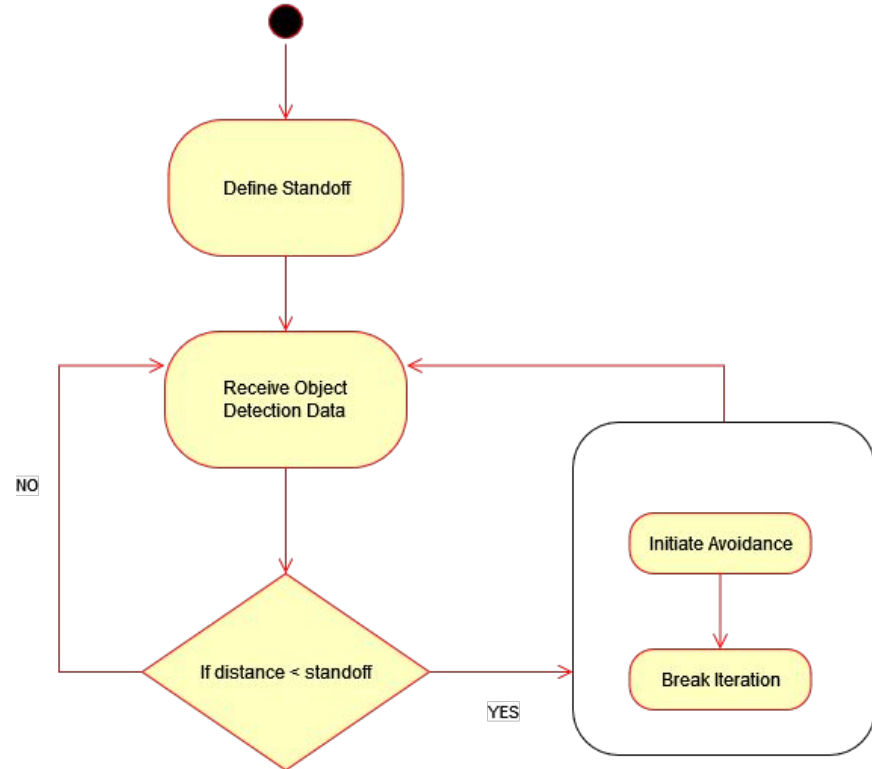 Define Standoff
Receive Object
Detection Data
NO
Initiate Avoidance
If distance < standoff
Break Iteration
YES